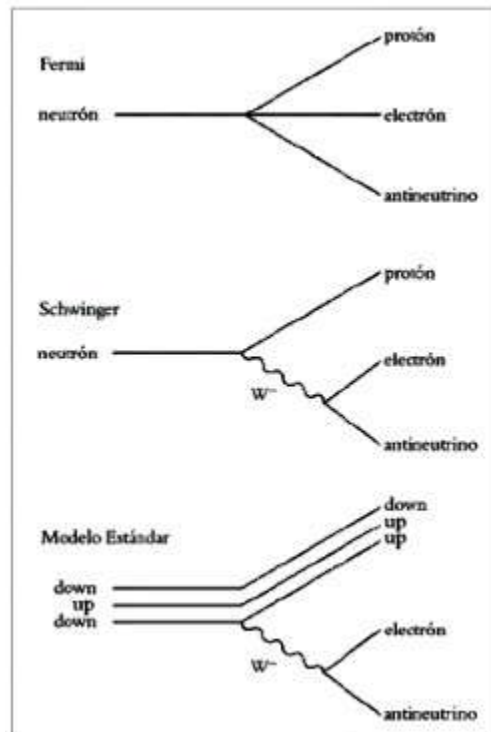 protón
Fermi
neutrón
electrón
antineutrino
protón
Schwinger
neutrón
electrón
W⁻
antineutrino
down
up
up
Modelo Estándar
down
up
down
electrón
W⁻
antineutrino